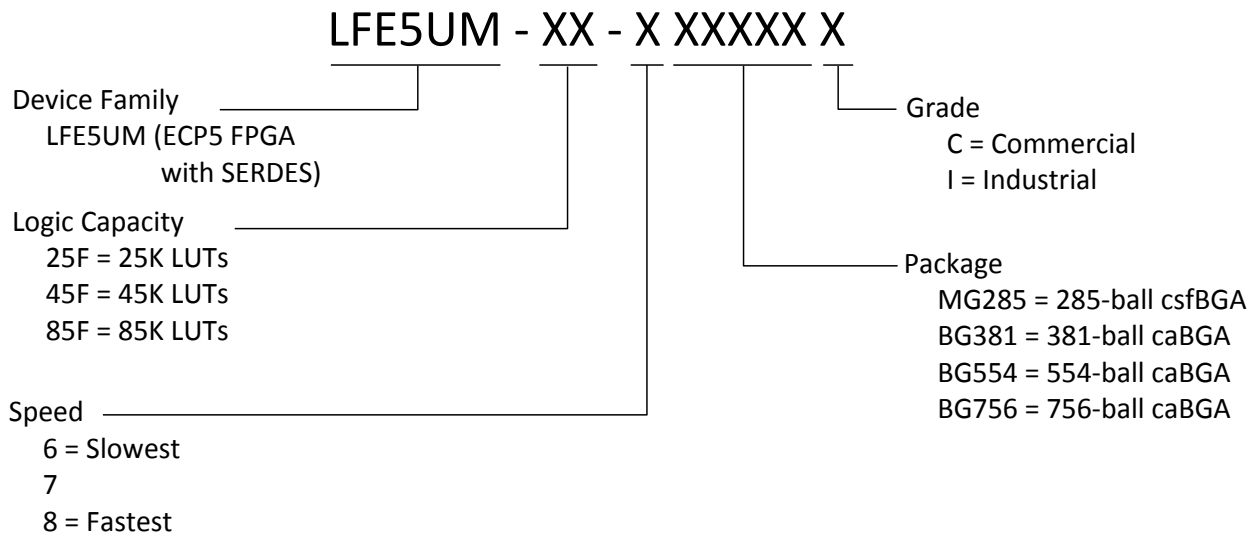 LFE5UM - XX - X XXXXX X
Device Family
LFE5UM (ECP5 FPGA
with SERDES)
Logic Capacity
25F = 25K LUTs
45F = 45K LUTs
85F = 85K LUTs
Speed
6 = Slowest
7
8 = Fastest
Grade
C = Commercial
I = Industrial
Package
MG285 = 285-ball csfBGA
BG381 = 381-ball caBGA
BG554 = 554-ball caBGA
BG756 = 756-ball caBGA